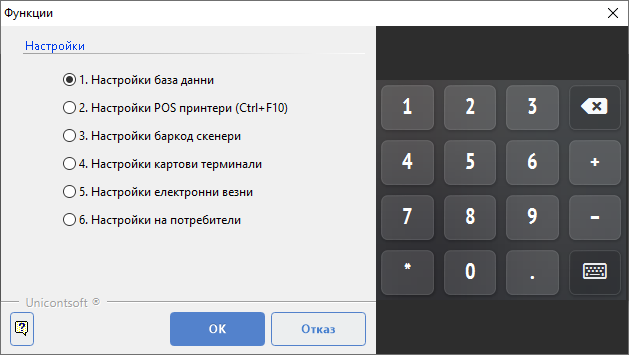 Функции
Настройки
1. Настройки база данни
2. Настройки POS принтери (Ctrl+F10)
3. Настройки баркод скенери
4. Настройки картови терминали
5. Настройки електронни везни
6. Настройки на потребители
Unicontsoft ®
?
OK
Отказ
1 2 3
4 5 6 +
7 8 9 −
* 0 .